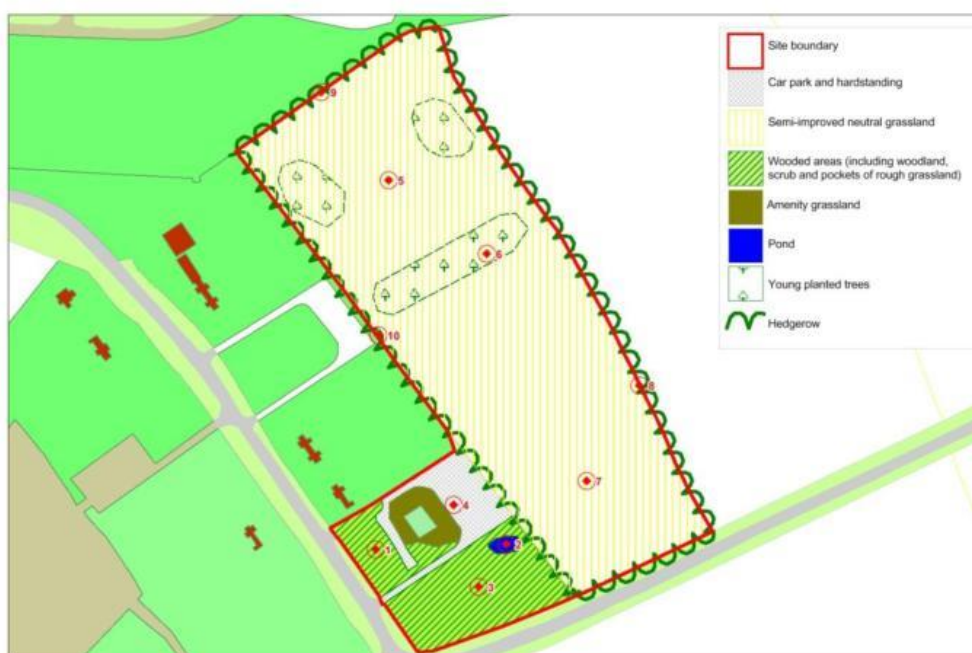 Site boundary
Car park and hardstanding
Semi-improved neutral grassland
Wooded areas (including woodland,
scrub and pockets of rough grassland)
Amenity grassland
Pond
Young planted trees
Hedgerow
9
5
6
10
8
7
4
2
1
3